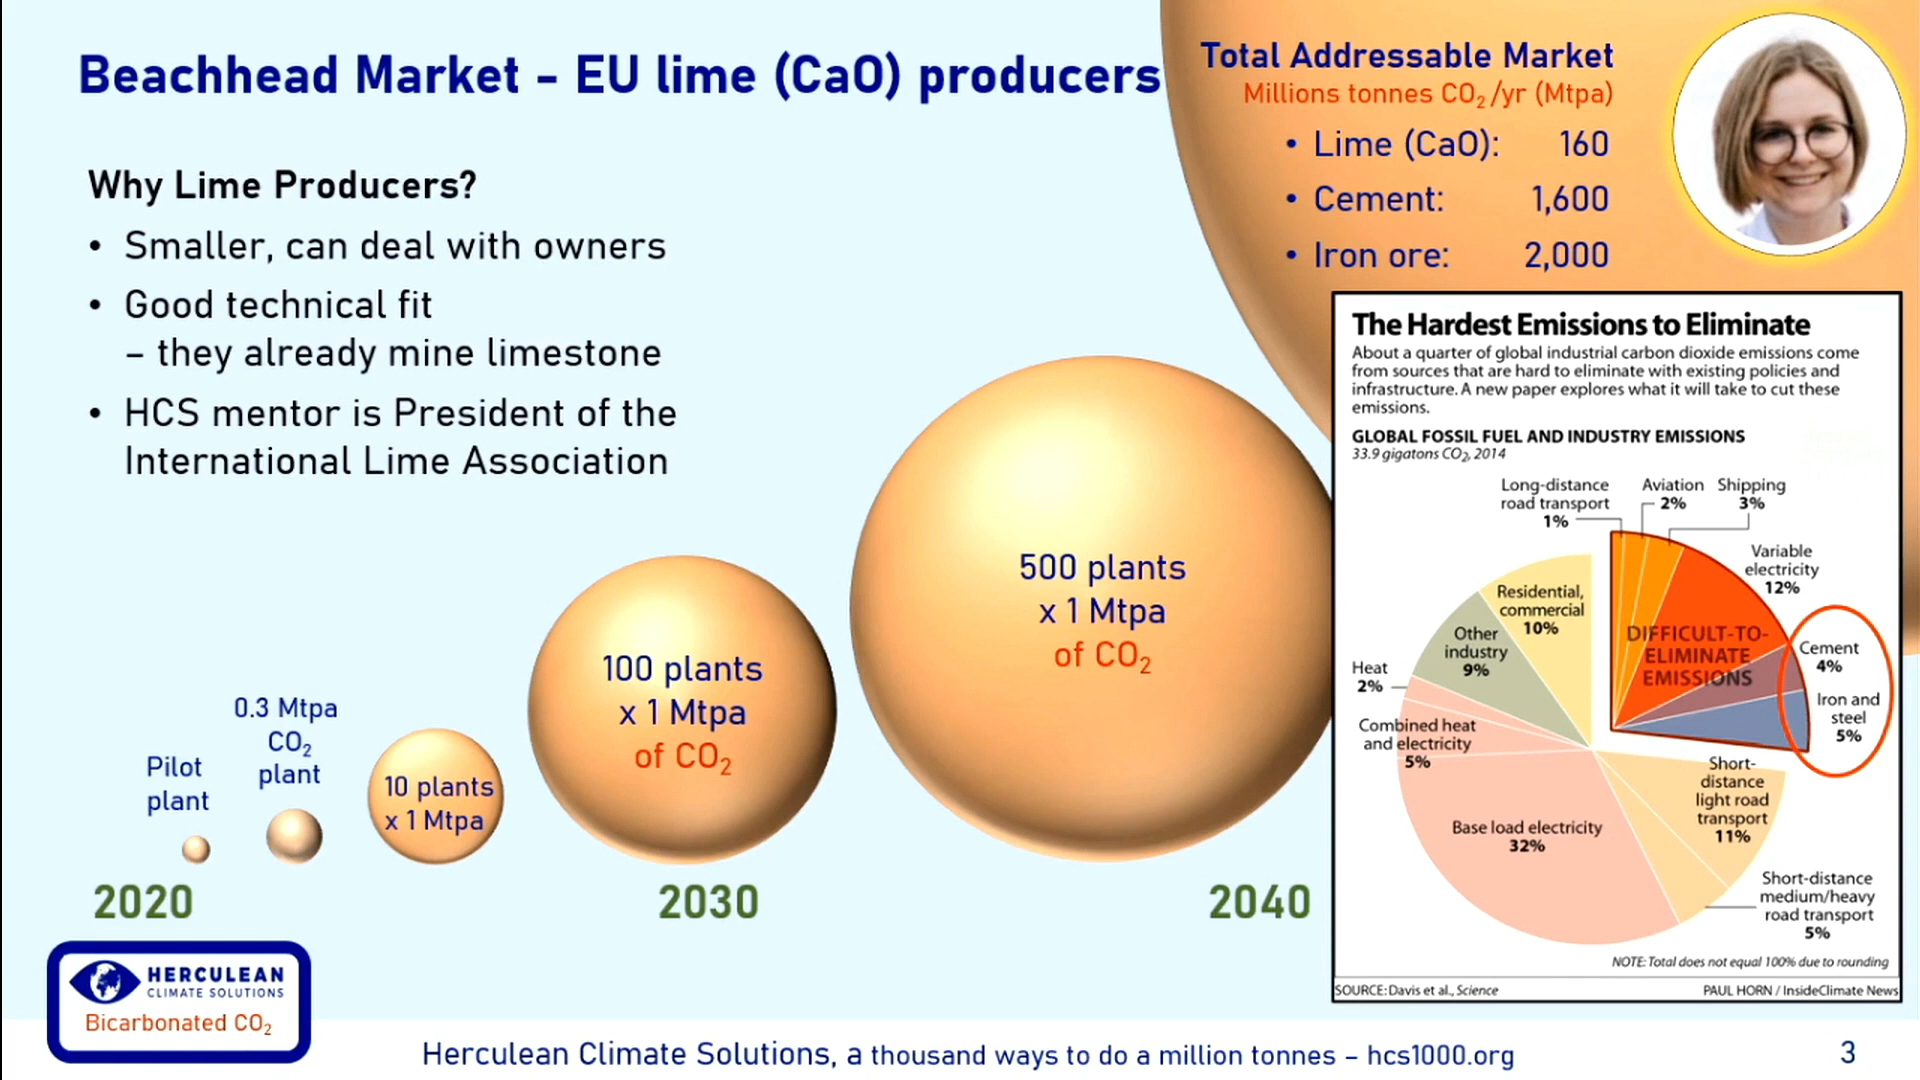 Beachhead Market - EU lime (CaO) producers
Why Lime Producers?
• Smaller, can deal with owners
• Good technical fit
– they already mine limestone
• HCS mentor is President of the
International Lime Association
Total Addressable Market
Millions tonnes CO₂/yr (Mtpa)
• Lime (CaO): 160
• Cement: 1,600
• Iron ore: 2,000
Pilot
plant
0.3 Mtpa
CO₂
plant
10 plants
x 1 Mtpa
100 plants
x 1 Mtpa
of CO₂
500 plants
x 1 Mtpa
of CO₂
2020
2030
2040
The Hardest Emissions to Eliminate
About a quarter of global industrial carbon dioxide emissions come
from sources that are hard to eliminate with existing policies and
infrastructure. A new paper explores what it will take to cut these
emissions.
GLOBAL FOSSIL FUEL AND INDUSTRY EMISSIONS
33.9 gigatons CO₂, 2014
Long-distance
road transport
1%
Aviation
2%
Shipping
3%
Variable
electricity
12%
DIFFICULT-TO-
ELIMINATE
EMISSIONS
Cement
4%
Iron and
steel
5%
Residential,
commercial
10%
Other
industry
9%
Heat
2%
Combined heat
and electricity
5%
Base load electricity
32%
Short-
distance
light road
transport
11%
Short-distance
medium/heavy
road transport
5%
NOTE: Total does not equal 100% due to rounding
SOURCE: Davis et al., Science
PAUL HORN / InsideClimate News
HERCULEAN
CLIMATE SOLUTIONS
Bicarbonated CO₂
Herculean Climate Solutions, a thousand ways to do a million tonnes – hcs1000.org
3